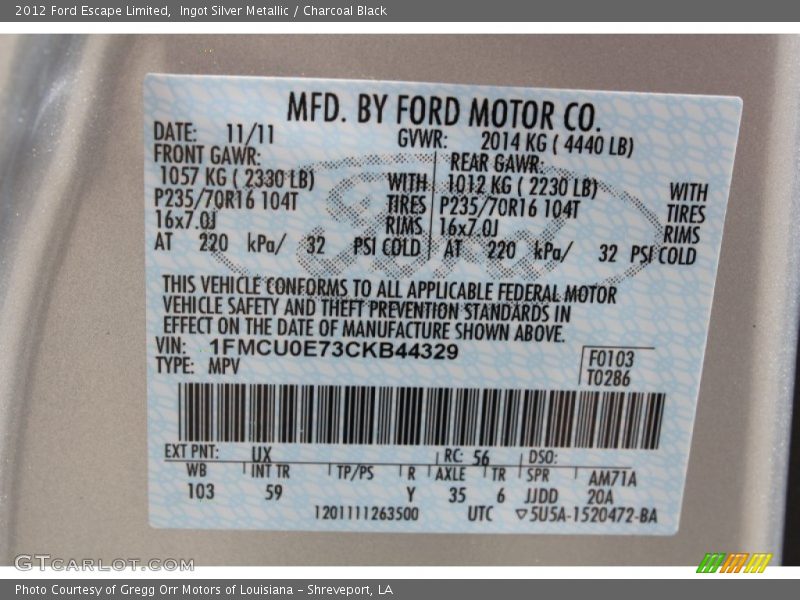 2012 Ford Escape Limited, Ingot Silver Metallic / Charcoal Black
MFD. BY FORD MOTOR CO.
DATE: 11/11 GVWR: 2014 KG ( 4440 LB)
FRONT GAWR: REAR GAWR:
1057 KG ( 2330 LB) WITH 1012 KG ( 2230 LB) WITH
P235/70R16 104T TIRES P235/70R16 104T TIRES
16x7.0J RIMS 16x7.0J RIMS
AT 220 kPa/ 32 PSI COLD AT 220 kPa/ 32 PSI COLD
Ford
THIS VEHICLE CONFORMS TO ALL APPLICABLE FEDERAL MOTOR
VEHICLE SAFETY AND THEFT PREVENTION STANDARDS IN
EFFECT ON THE DATE OF MANUFACTURE SHOWN ABOVE.
VIN: 1FMCU0E73CKB44329
TYPE: MPV
F0103
T0286
EXT PNT: UX RC: 56 DSO:
WB INT TR TP/PS R AXLE TR SPR AM71A
103 59 Y 35 6 JJDD 20A
1201111263500 UTC ▽5U5A-1520472-BA
GTCarLot.com
Photo Courtesy of Gregg Orr Motors of Louisiana – Shreveport, LA